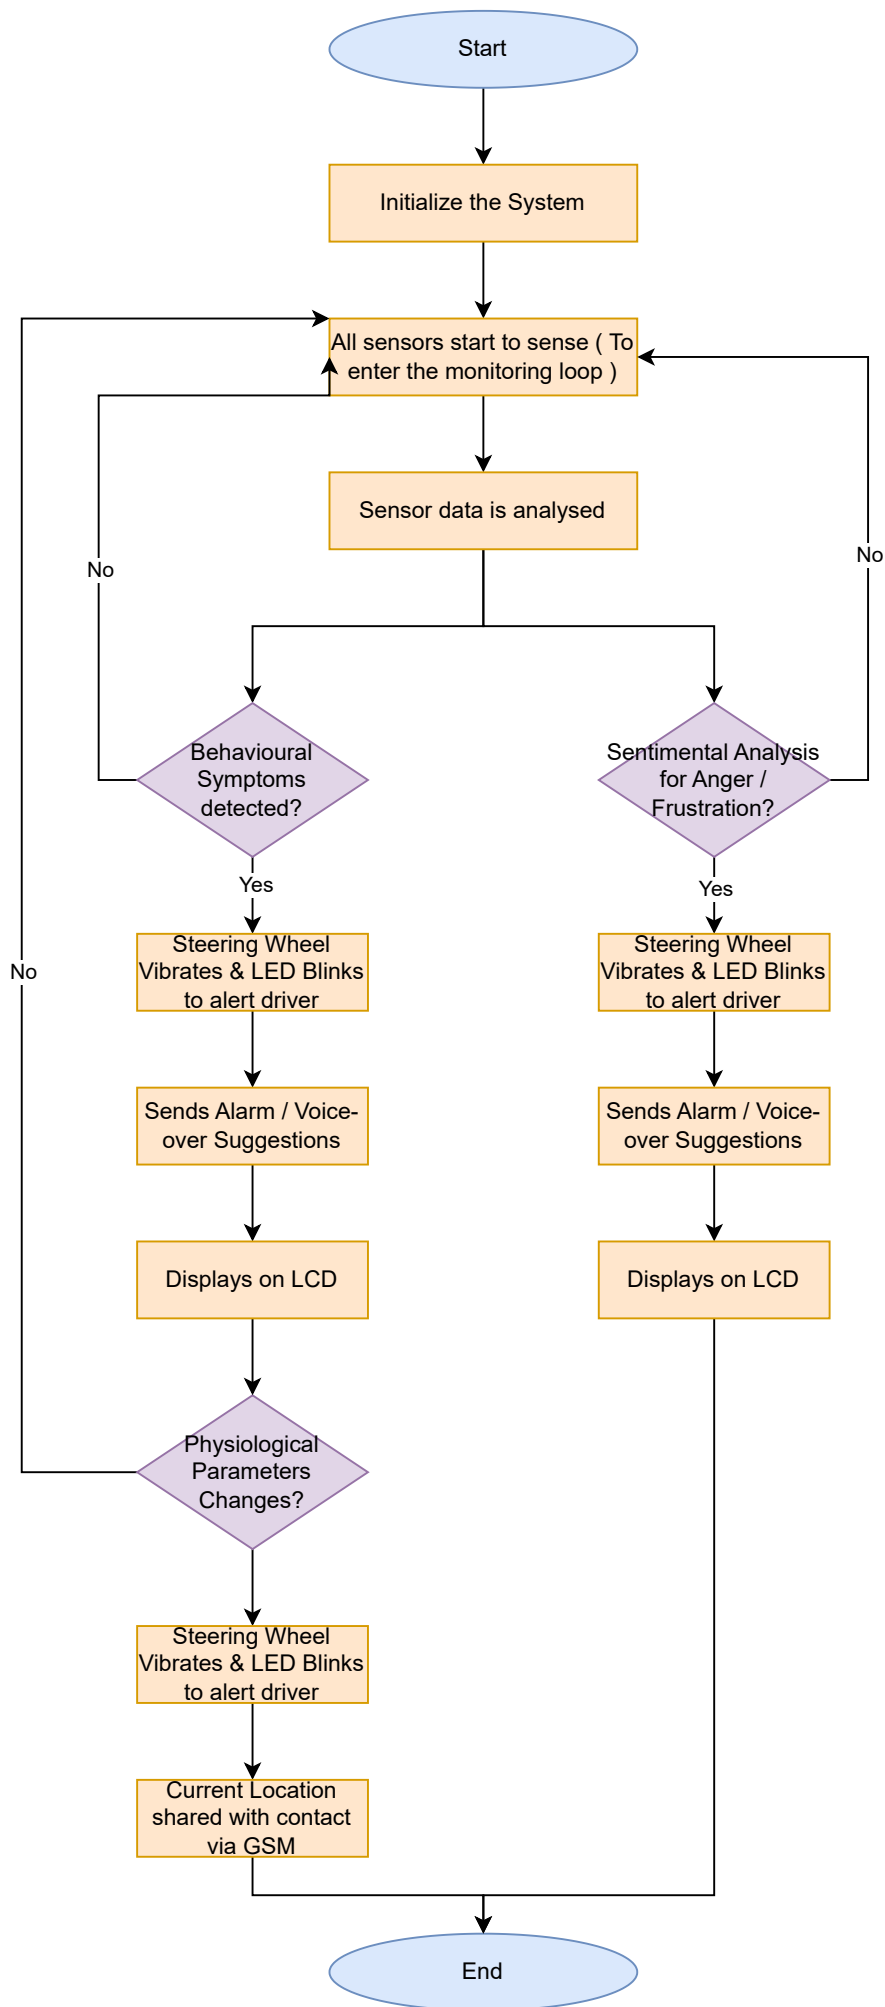 Start
Initialize the System
All sensors start to sense ( To
enter the monitoring loop )
Sensor data is analysed
No
No
Behavioural
Symptoms
detected?
Sentimental Analysis
for Anger /
Frustration?
Yes
Yes
Steering Wheel
Vibrates & LED Blinks
to alert driver
Steering Wheel
Vibrates & LED Blinks
to alert driver
No
Sends Alarm / Voice-
over Suggestions
Sends Alarm / Voice-
over Suggestions
Displays on LCD
Displays on LCD
Physiological
Parameters
Changes?
Steering Wheel
Vibrates & LED Blinks
to alert driver
Current Location
shared with contact
via GSM
End